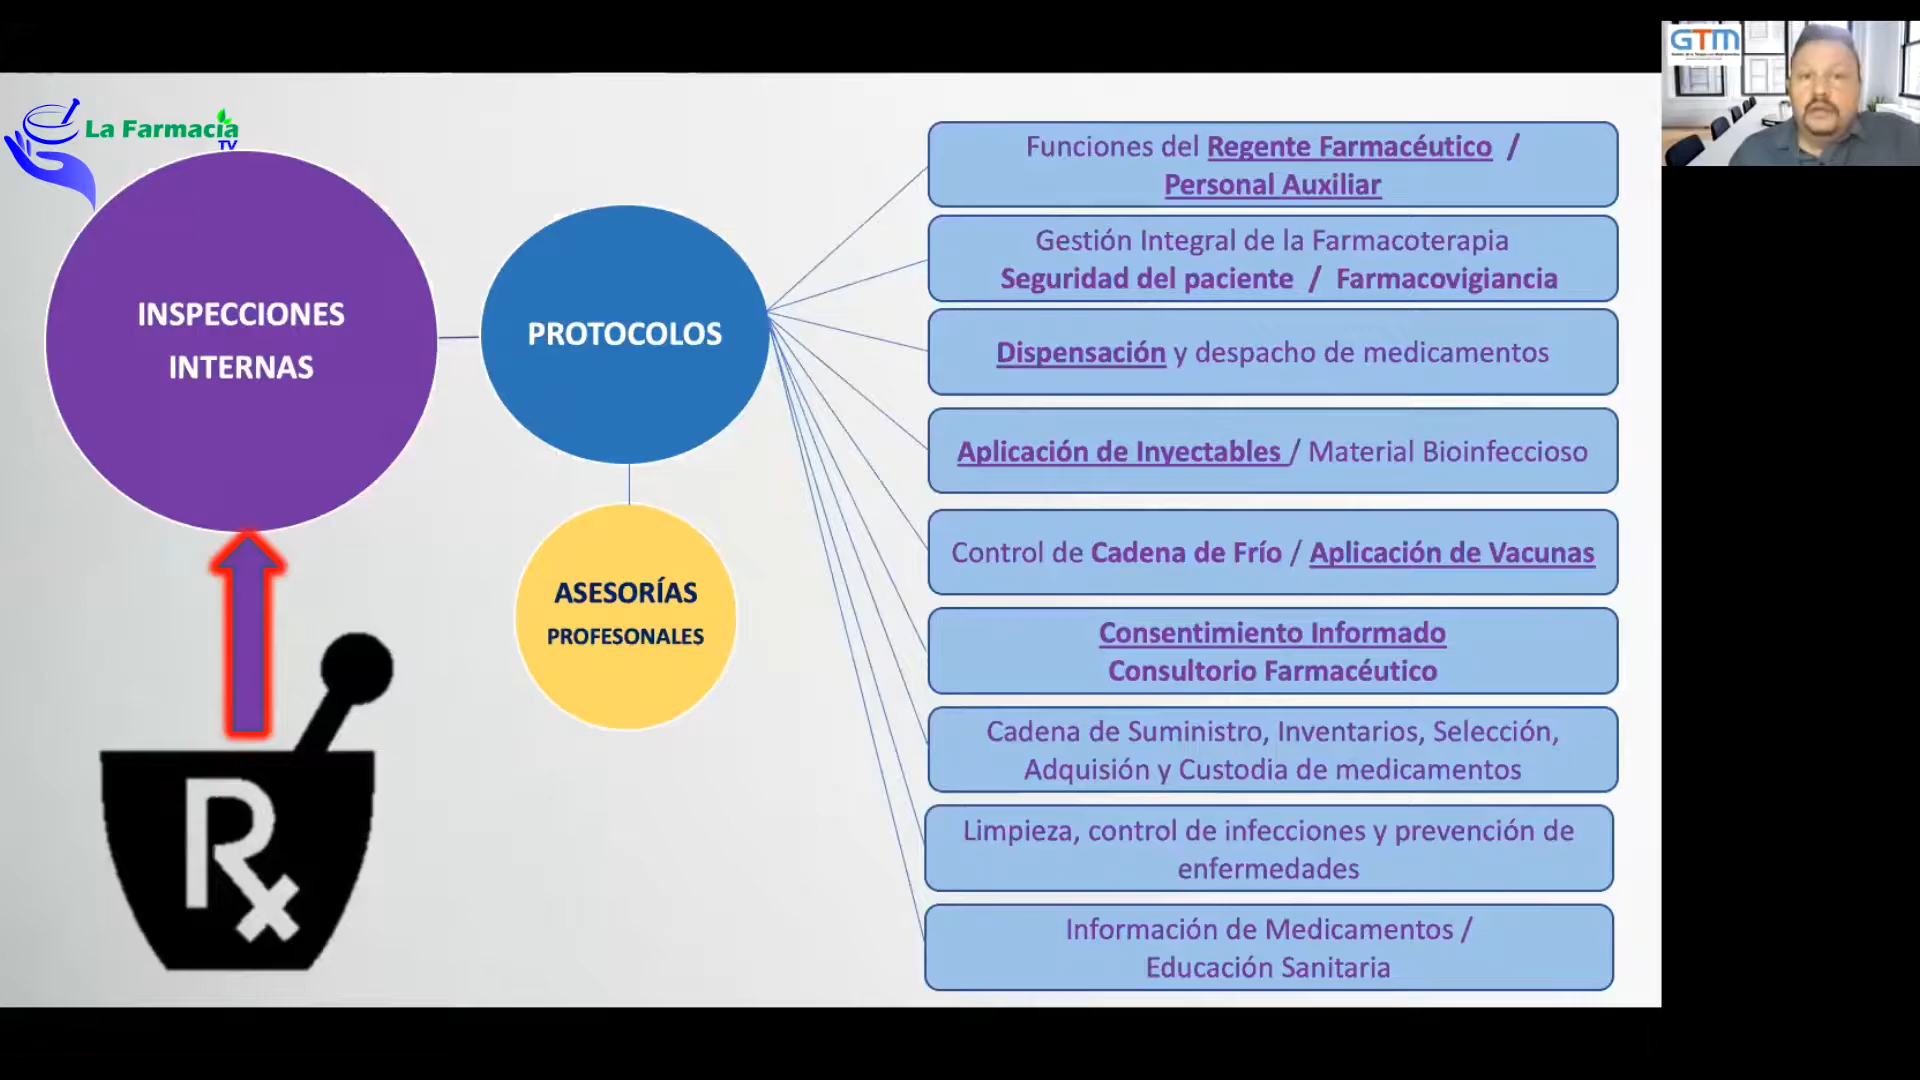 La Farmacia
TV
INSPECCIONES
INTERNAS
PROTOCOLOS
ASESORÍAS
PROFESONALES
Rx
Funciones del Regente Farmacéutico /
Personal Auxiliar
Gestión Integral de la Farmacoterapia
Seguridad del paciente / Farmacovigiancia
Dispensación y despacho de medicamentos
Aplicación de Inyectables / Material Bioinfeccioso
Control de Cadena de Frío / Aplicación de Vacunas
Consentimiento Informado
Consultorio Farmacéutico
Cadena de Suministro, Inventarios, Selección,
Adquisión y Custodia de medicamentos
Limpieza, control de infecciones y prevención de
enfermedades
Información de Medicamentos /
Educación Sanitaria
GTM